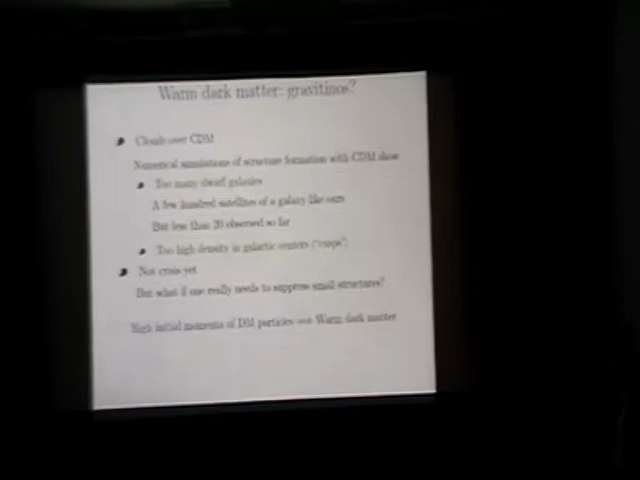 Warm dark matter: gravitinos?
Clouds over CDM
Numerical simulations of structure formation with CDM show
Too many dwarf galaxies
A few hundred satellites of a galaxy like ours
But less than 20 observed so far
Too high density in galactic centers ("cusps")
Not crisis yet
But what if one really needs to suppress small structures?
High initial momenta of DM particles Warm dark matter